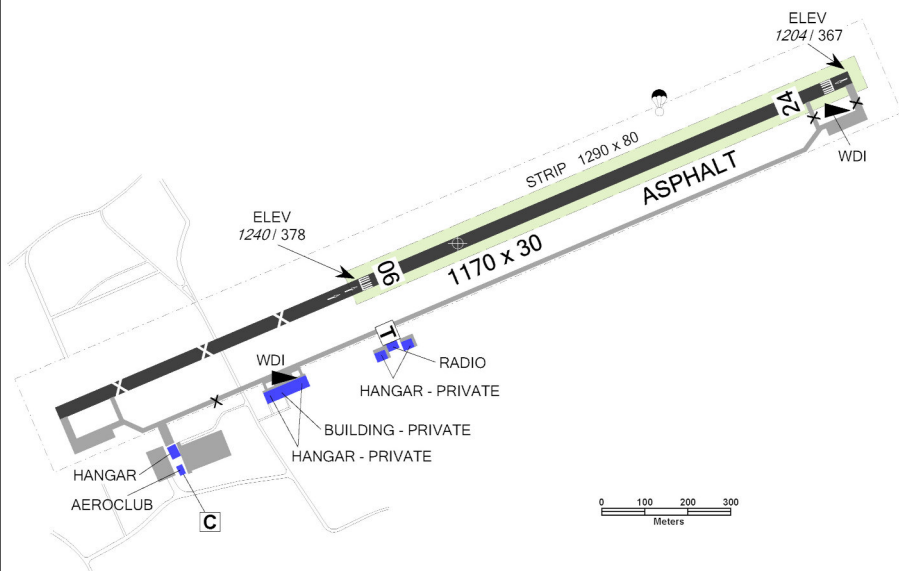 ELEV
1204 / 367
24
WDI
STRIP 1290 x 80
ASPHALT
ELEV
1240 / 378
06
1170 x 30
T
WDI
RADIO
HANGAR - PRIVATE
BUILDING - PRIVATE
HANGAR - PRIVATE
HANGAR
AEROCLUB
C
0 100 200 300
Meters